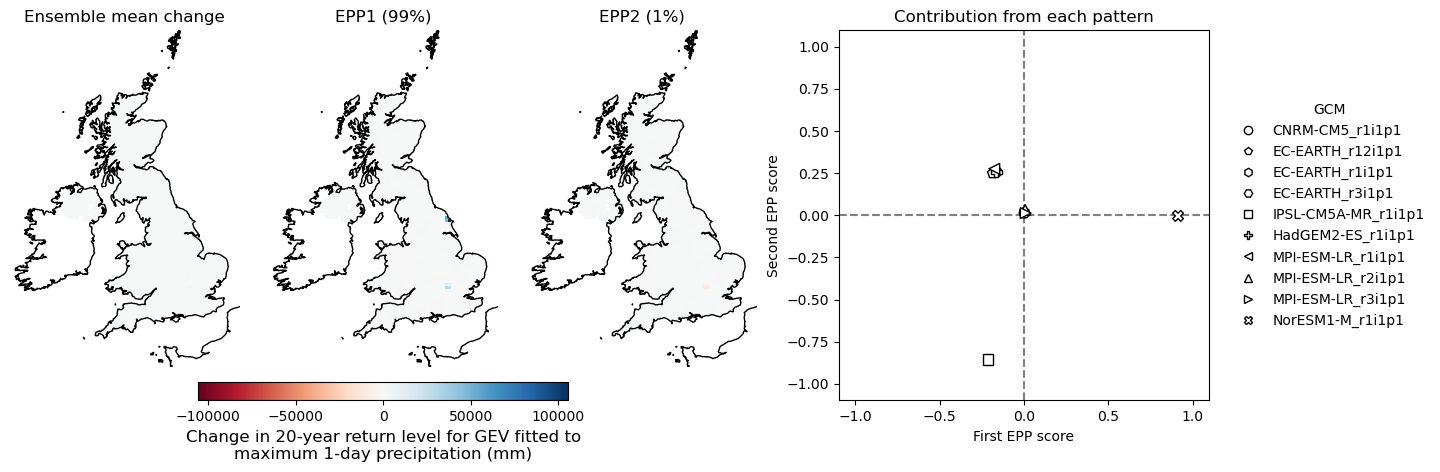 Ensemble mean change
EPP1 (99%)
EPP2 (1%)
−100000
−50000
0
50000
100000
Change in 20-year return level for GEV fitted to
maximum 1-day precipitation (mm)
Contribution from each pattern
Second EPP score
1.00
0.75
0.50
0.25
0.00
−0.25
−0.50
−0.75
−1.00
−1.0
−0.5
0.0
0.5
1.0
First EPP score
GCM
CNRM-CM5_r1i1p1
EC-EARTH_r12i1p1
EC-EARTH_r1i1p1
EC-EARTH_r3i1p1
IPSL-CM5A-MR_r1i1p1
HadGEM2-ES_r1i1p1
MPI-ESM-LR_r1i1p1
MPI-ESM-LR_r2i1p1
MPI-ESM-LR_r3i1p1
NorESM1-M_r1i1p1